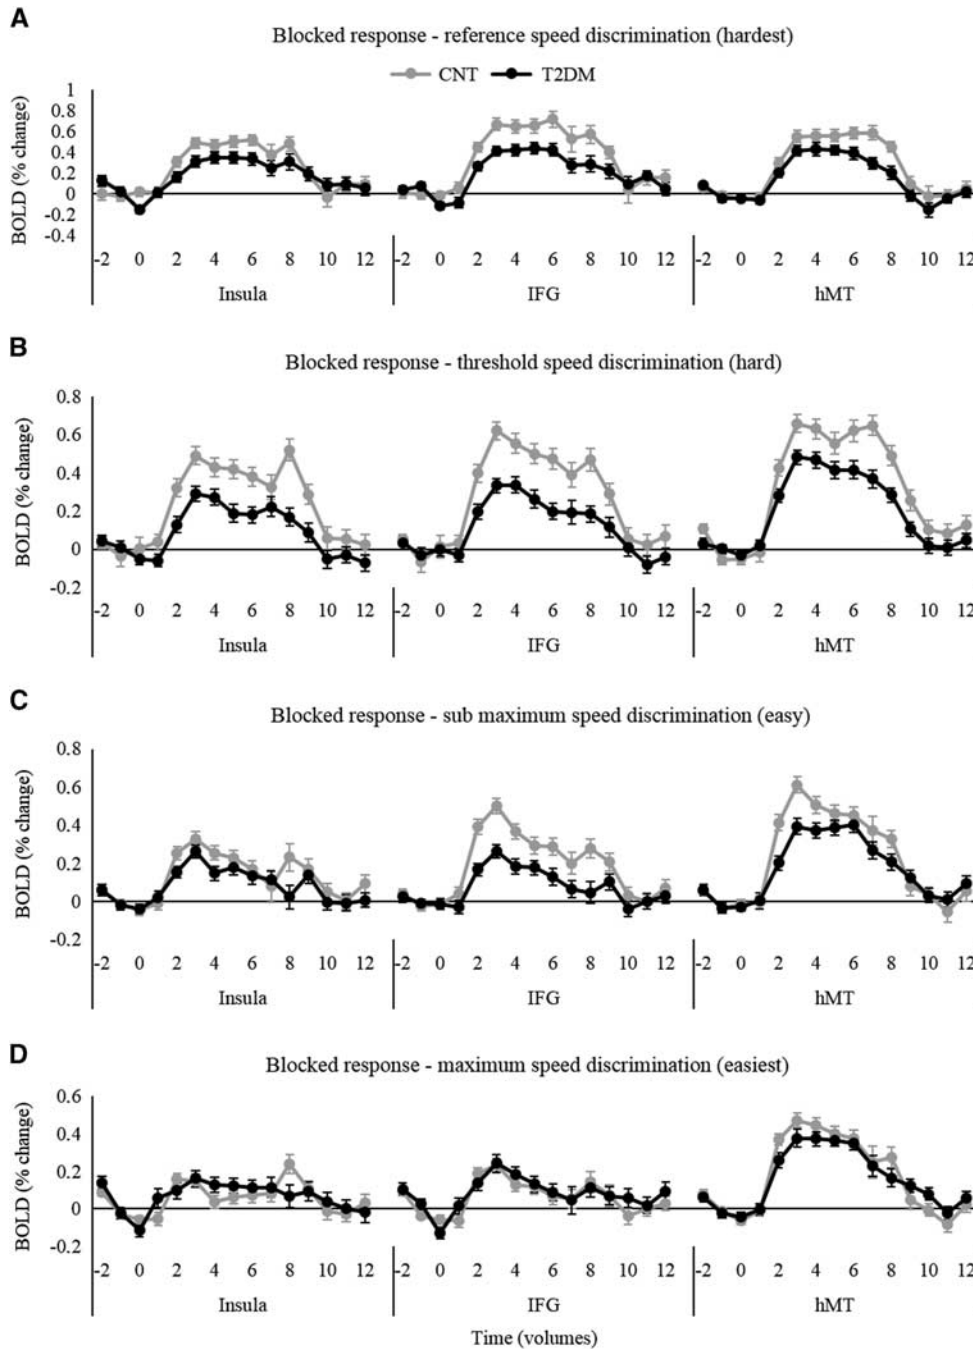 A
Blocked response - reference speed discrimination (hardest)
CNT T2DM
BOLD (% change)
1
0.8
0.6
0.4
0.2
0
-0.2
-0.4
-2 0 2 4 6 8 10 12 -2 0 2 4 6 8 10 12 -2 0 2 4 6 8 10 12
Insula IFG hMT
B
Blocked response - threshold speed discrimination (hard)
BOLD (% change)
0.8
0.6
0.4
0.2
0
-0.2
-2 0 2 4 6 8 10 12 -2 0 2 4 6 8 10 12 -2 0 2 4 6 8 10 12
Insula IFG hMT
C
Blocked response - sub maximum speed discrimination (easy)
BOLD (% change)
0.8
0.6
0.4
0.2
0
-0.2
-2 0 2 4 6 8 10 12 -2 0 2 4 6 8 10 12 -2 0 2 4 6 8 10 12
Insula IFG hMT
D
Blocked response - maximum speed discrimination (easiest)
BOLD (% change)
0.6
0.4
0.2
0
-0.2
-2 0 2 4 6 8 10 12 -2 0 2 4 6 8 10 12 -2 0 2 4 6 8 10 12
Insula IFG hMT
Time (volumes)